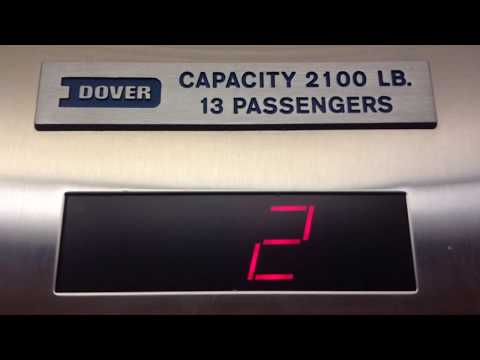 DOVER
CAPACITY 2100 LB.
13 PASSENGERS
2